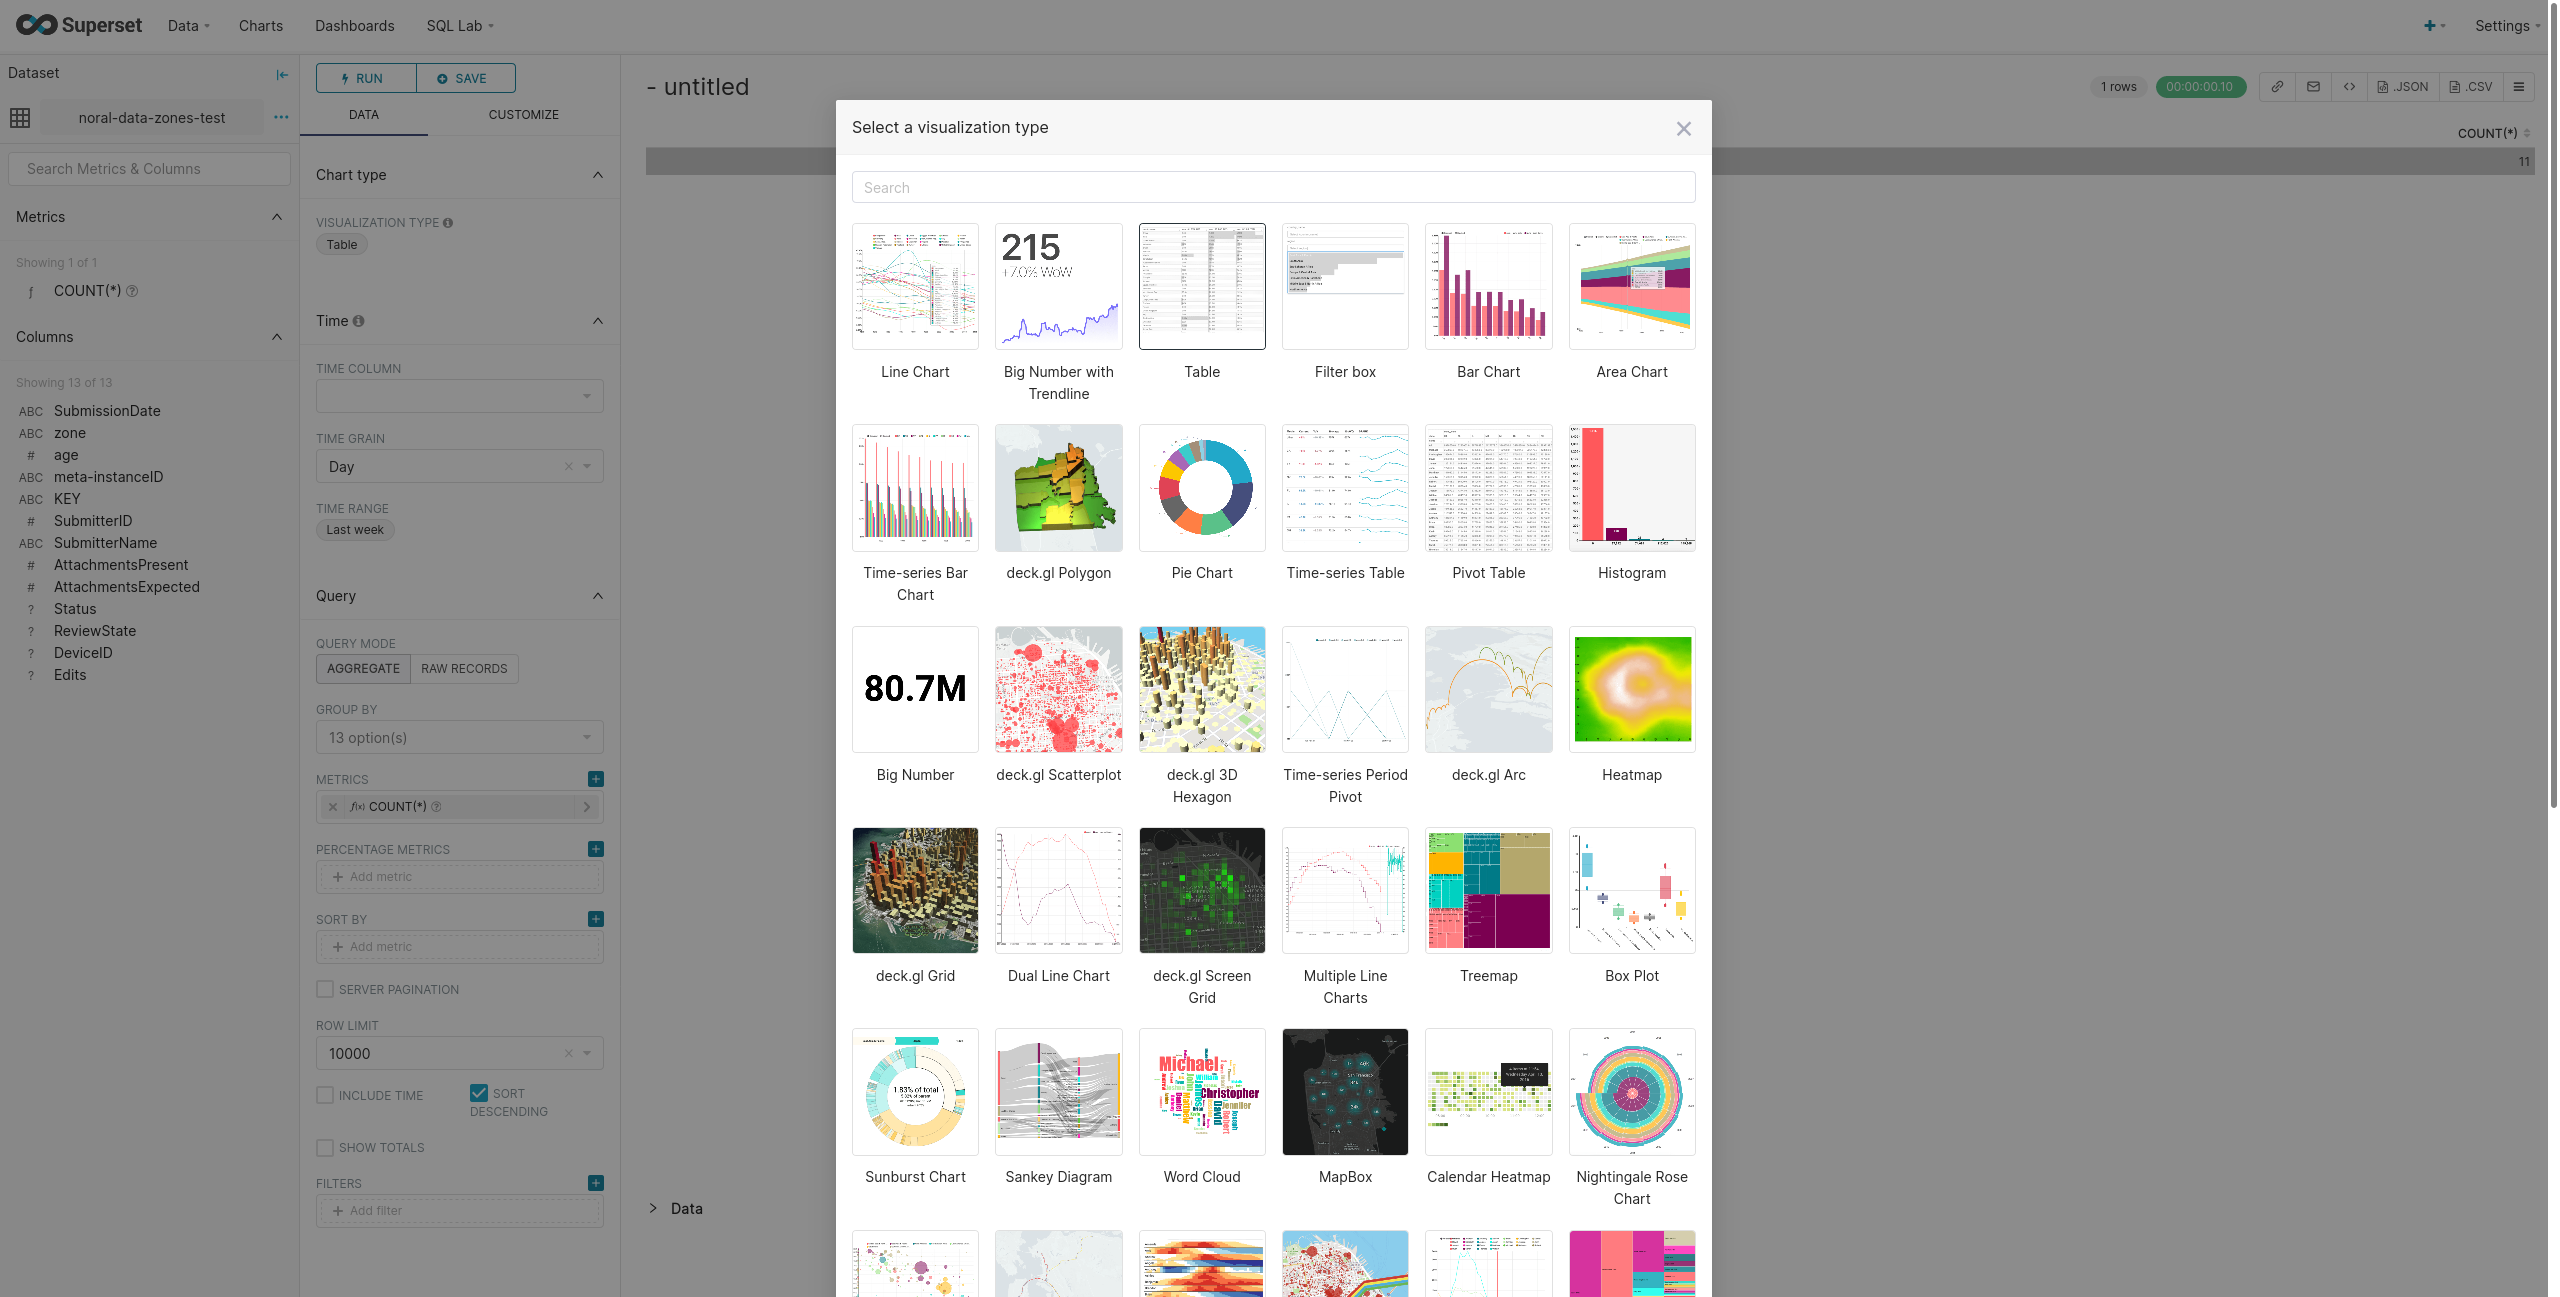 Superset
Data
Charts
Dashboards
SQL Lab
Settings
Dataset
noral-data-zones-test
Search Metrics & Columns
Metrics
Showing 1 of 1
ƒ COUNT(*)
Columns
Showing 13 of 13
ABC SubmissionDate
ABC zone
# age
ABC meta-instanceID
ABC KEY
# SubmitterID
ABC SubmitterName
# AttachmentsPresent
# AttachmentsExpected
? Status
? ReviewState
? DeviceID
? Edits
RUN
SAVE
DATA
CUSTOMIZE
Chart type
VISUALIZATION TYPE
Table
Time
TIME COLUMN
TIME GRAIN
Day
TIME RANGE
Last week
Query
QUERY MODE
AGGREGATE
RAW RECORDS
GROUP BY
13 option(s)
METRICS
ƒ(x) COUNT(*)
PERCENTAGE METRICS
+ Add metric
SORT BY
+ Add metric
SERVER PAGINATION
ROW LIMIT
10000
INCLUDE TIME
SORT
DESCENDING
SHOW TOTALS
FILTERS
+ Add filter
- untitled
1 rows
00:00:00.10
.JSON
.CSV
COUNT(*)
11
Data
Select a visualization type
Search
215
+7.0% WoW
Line Chart
Big Number with
Trendline
Table
Filter box
Bar Chart
Area Chart
Time-series Bar
Chart
deck.gl Polygon
Pie Chart
Time-series Table
Pivot Table
Histogram
80.7M
Big Number
deck.gl Scatterplot
deck.gl 3D
Hexagon
Time-series Period
Pivot
deck.gl Arc
Heatmap
deck.gl Grid
Dual Line Chart
deck.gl Screen
Grid
Multiple Line
Charts
Treemap
Box Plot
1.83% of total
Michael
Christopher
Jennifer
David
Robert
Sunburst Chart
Sankey Diagram
Word Cloud
MapBox
Calendar Heatmap
Nightingale Rose
Chart